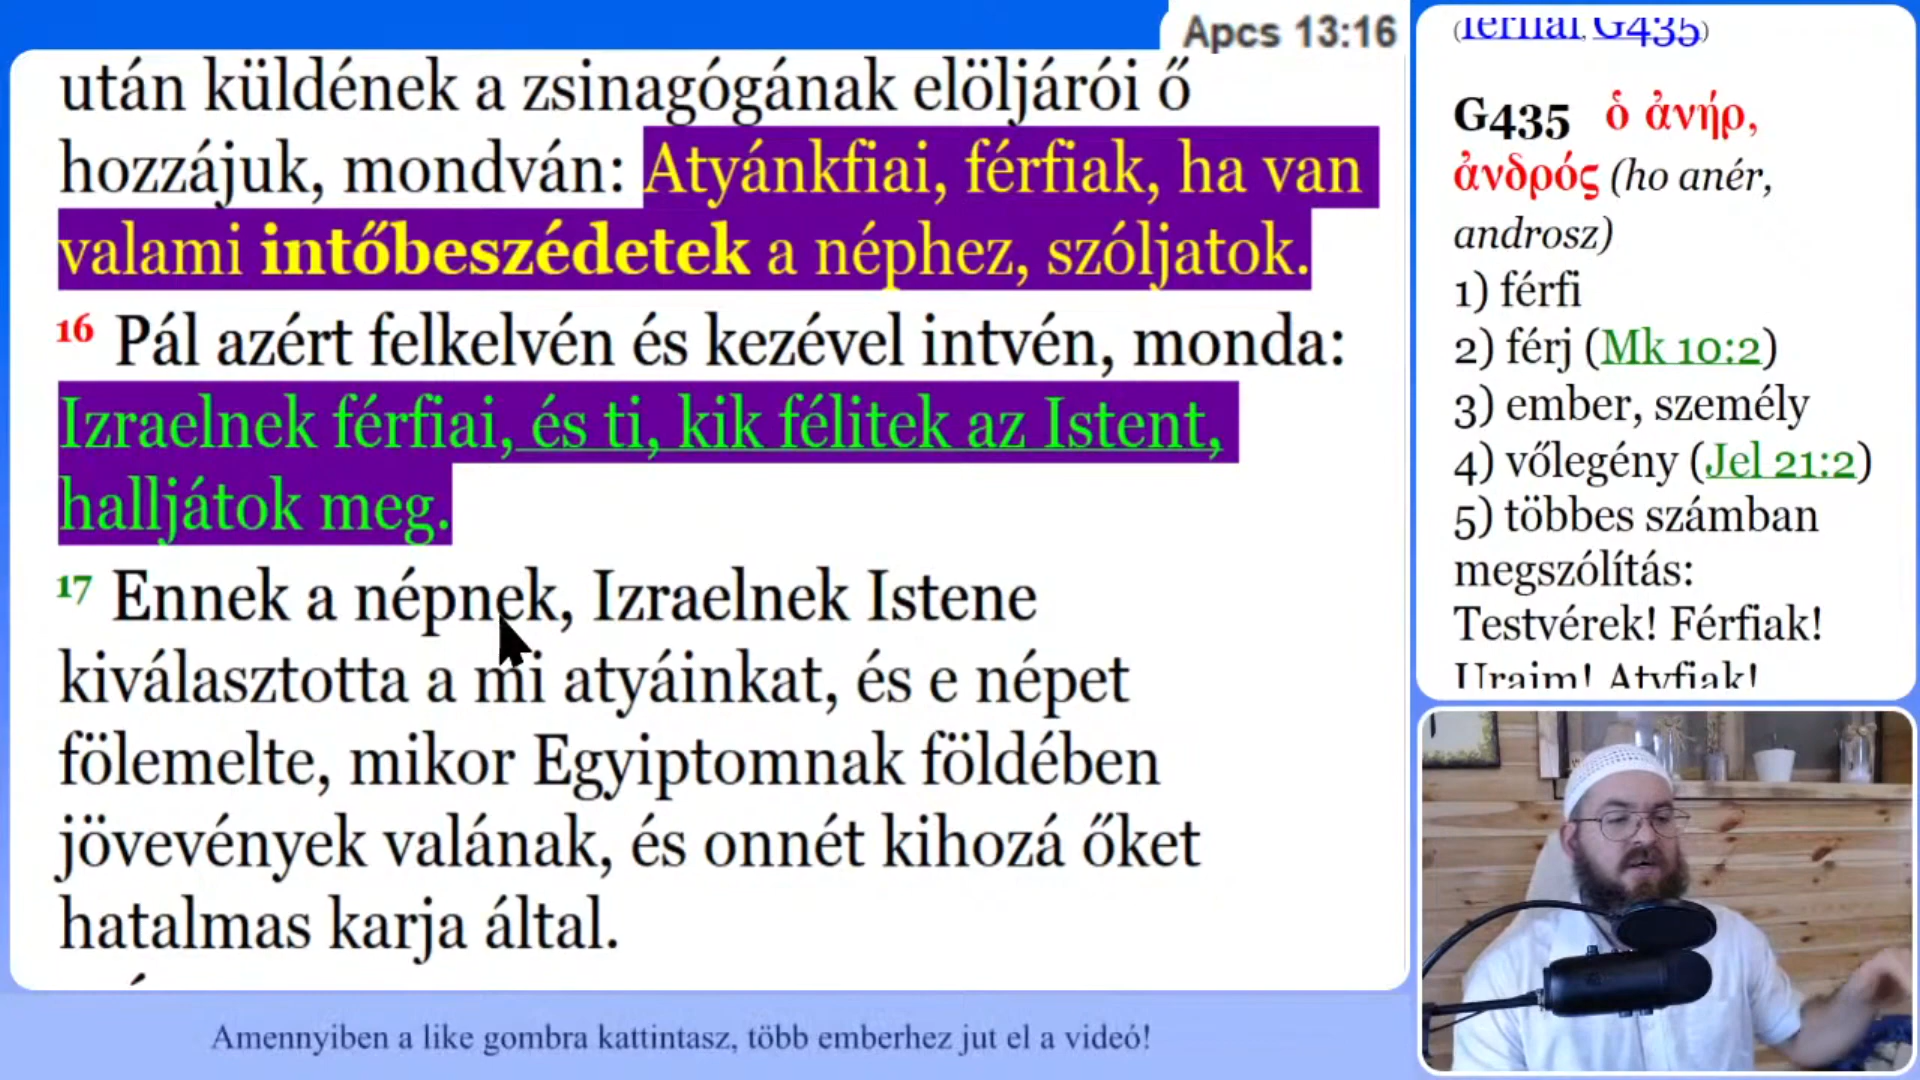 Apcs 13:16
után küldének a zsinagógának elöljárói ő
hozzájuk, mondván: Atyánkfiai, férfiak, ha van
valami intőbeszédetek a néphez, szóljatok.
16 Pál azért felkelvén és kezével intvén, monda:
Izraelnek férfiai, és ti, kik félitek az Istent,
halljátok meg.
17 Ennek a népnek, Izraelnek Istene
kiválasztotta a mi atyáinkat, és e népet
fölemelte, mikor Egyiptomnak földében
jövevények valának, és onnét kihozá őket
hatalmas karja által.
(férfiai, G435)
G435 ὁ ἀνήρ,
ἀνδρός (ho anér,
androsz)
1) férfi
2) férj (Mk 10:2)
3) ember, személy
4) vőlegény (Jel 21:2)
5) többes számban
megszólítás:
Testvérek! Férfiak!
Uraim! Atyfiak!
Amennyiben a like gombra kattintasz, több emberhez jut el a videó!